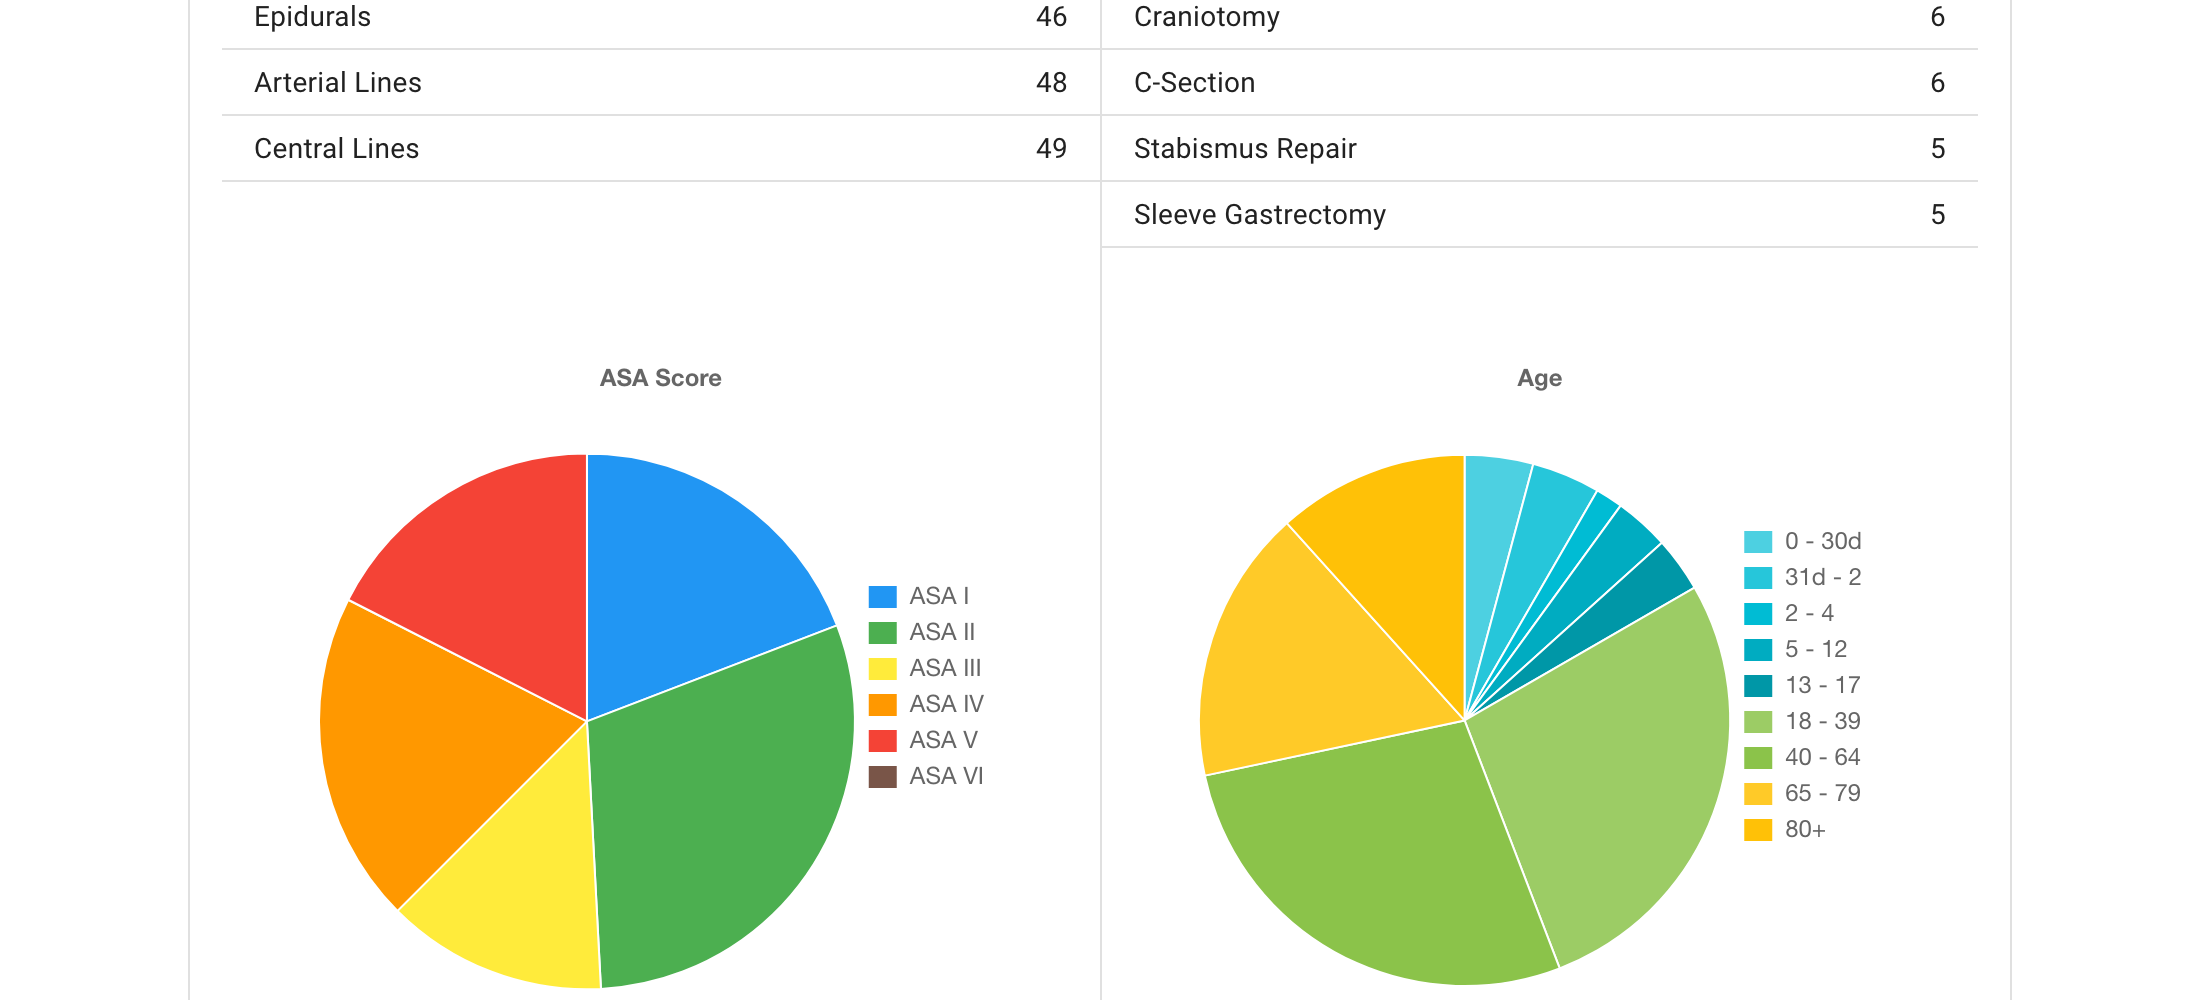 Epidurals 46
Arterial Lines 48
Central Lines 49
Craniotomy 6
C-Section 6
Stabismus Repair 5
Sleeve Gastrectomy 5
ASA Score
ASA I
ASA II
ASA III
ASA IV
ASA V
ASA VI
Age
0 - 30d
31d - 2
2 - 4
5 - 12
13 - 17
18 - 39
40 - 64
65 - 79
80+